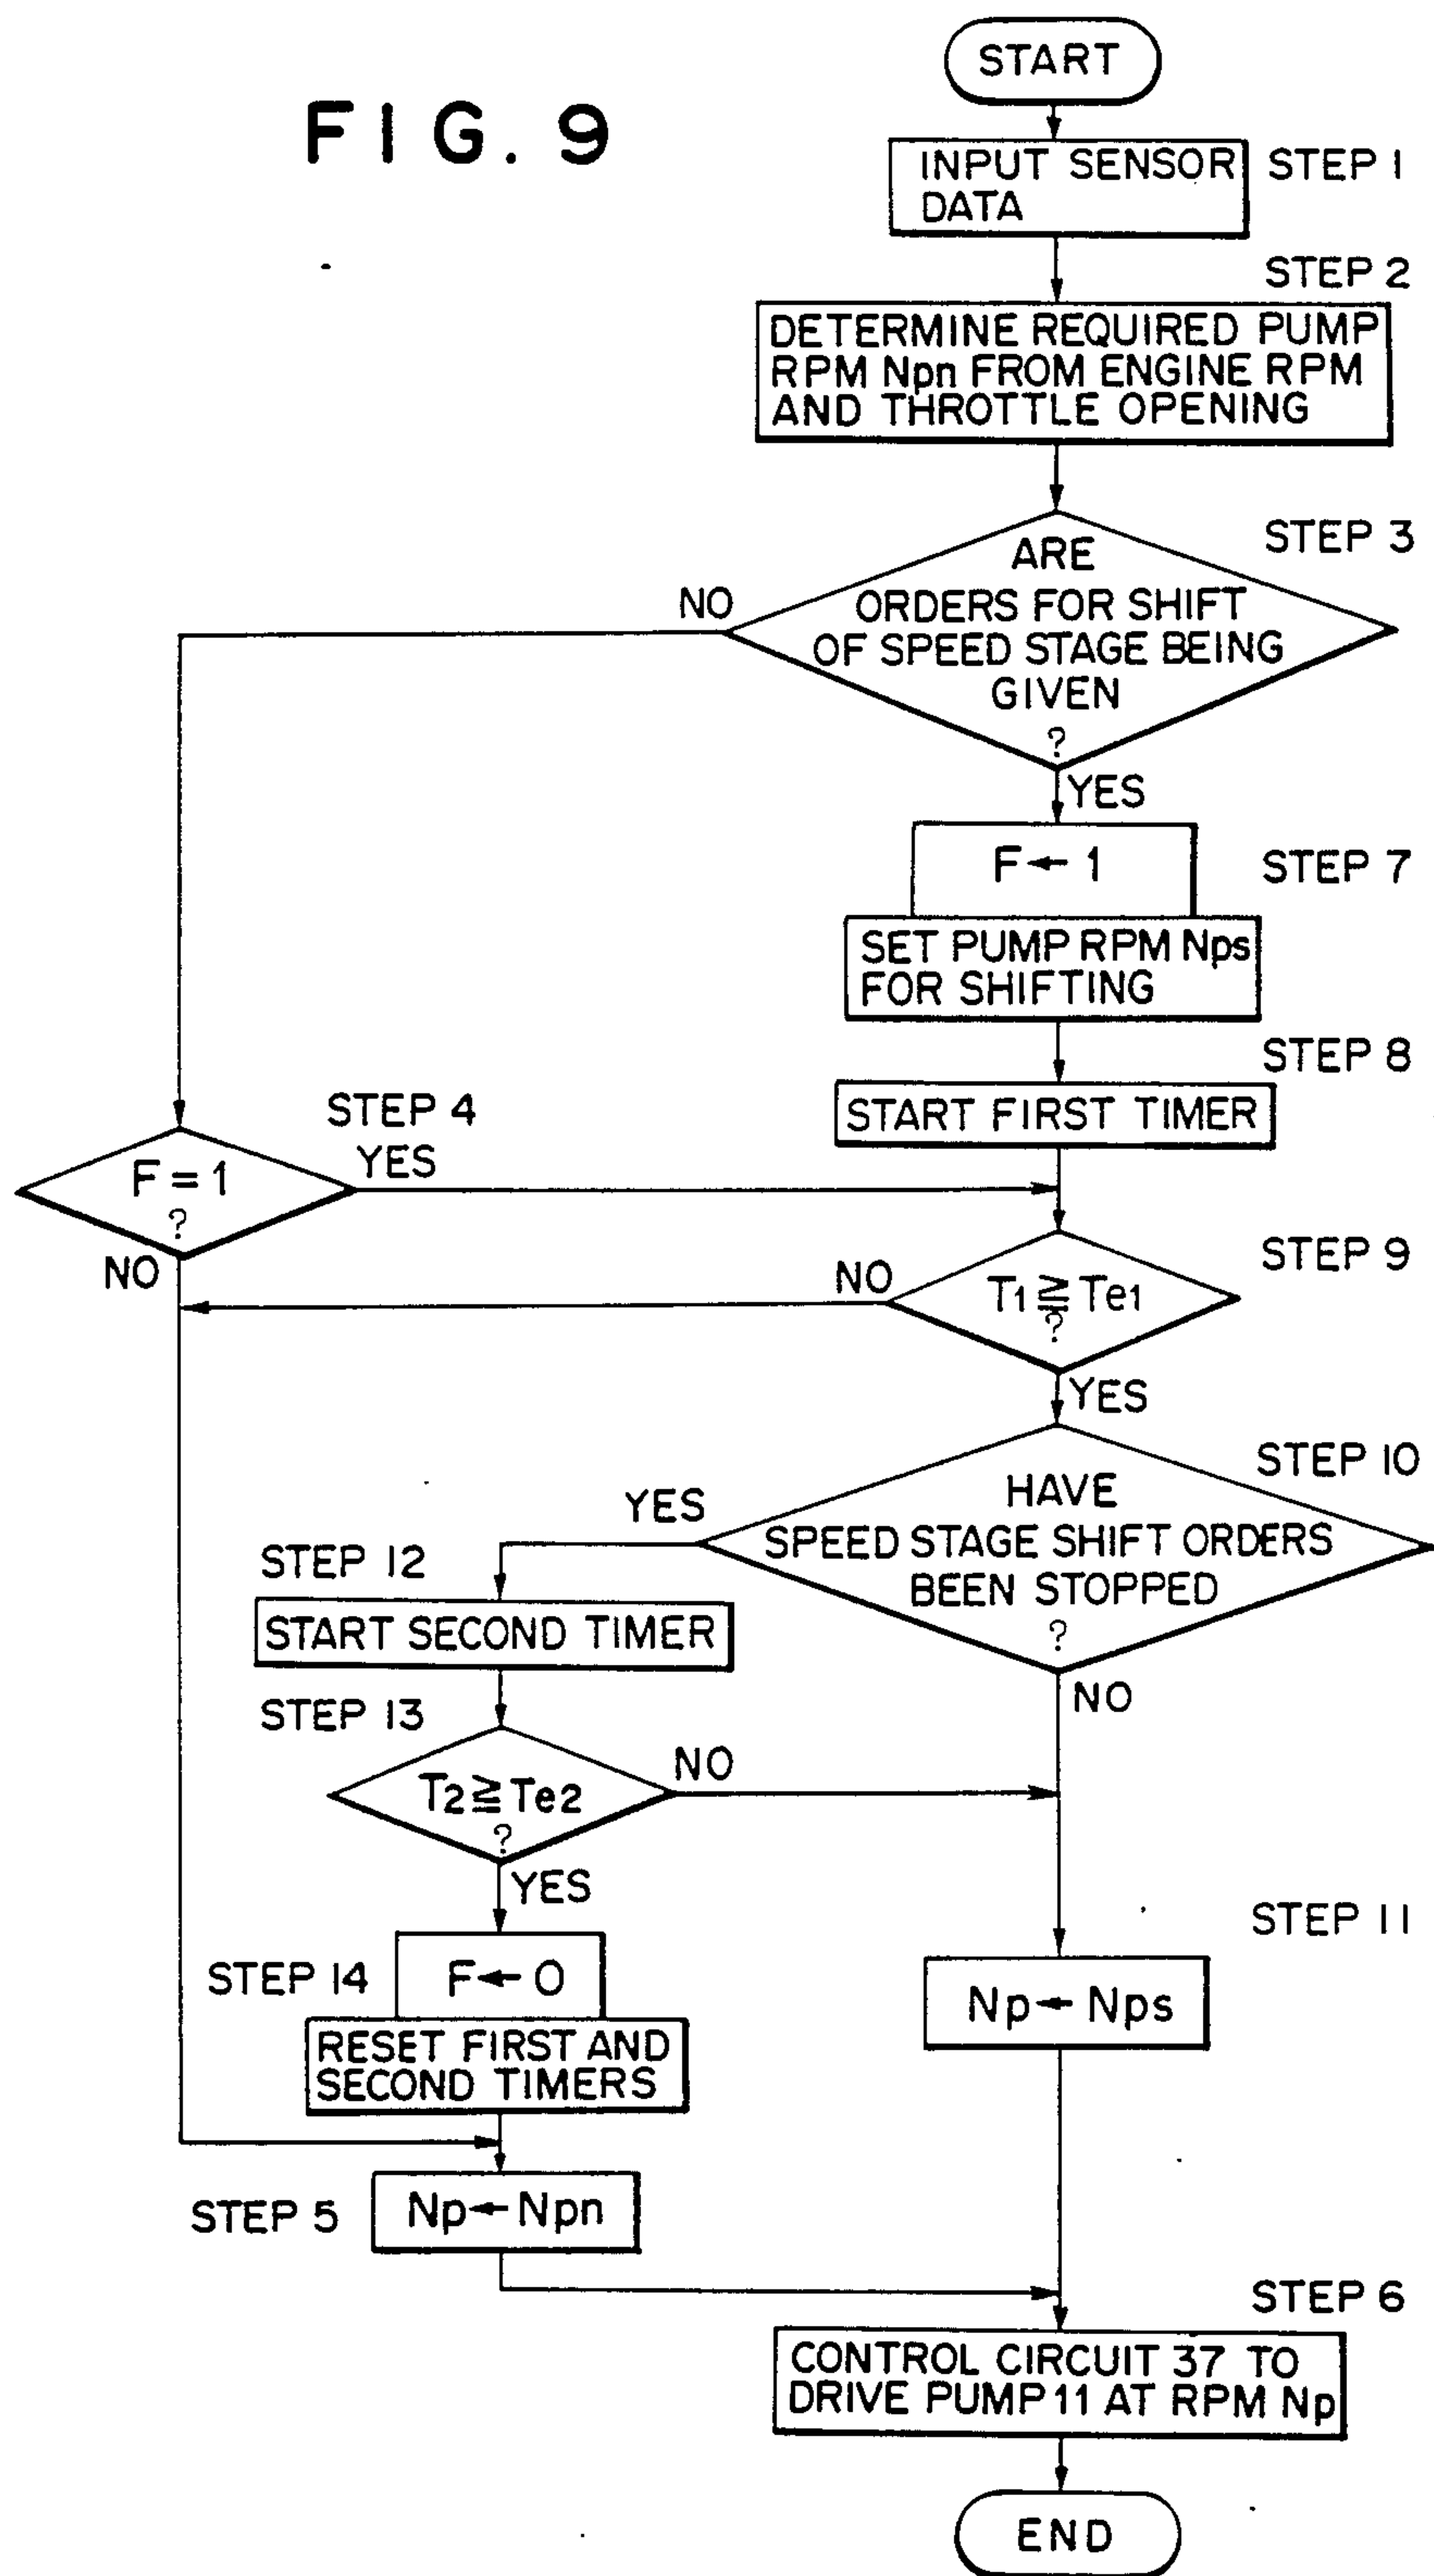 FIG. 9
START
INPUT SENSOR
DATA
STEP 1
STEP 2
DETERMINE REQUIRED PUMP
RPM Npn FROM ENGINE RPM
AND THROTTLE OPENING
STEP 3
ARE
ORDERS FOR SHIFT
OF SPEED STAGE BEING
GIVEN
?
NO
YES
F ← 1
STEP 7
SET PUMP RPM Nps
FOR SHIFTING
STEP 8
START FIRST TIMER
STEP 4
F = 1
?
YES
NO
STEP 9
T1 ≧ Te1
?
NO
YES
STEP 10
HAVE
SPEED STAGE SHIFT ORDERS
BEEN STOPPED
?
YES
NO
STEP 12
START SECOND TIMER
STEP 13
T2 ≧ Te2
?
NO
YES
STEP 11
Np ← Nps
STEP 14
F ← 0
RESET FIRST AND
SECOND TIMERS
STEP 5
Np ← Npn
STEP 6
CONTROL CIRCUIT 37 TO
DRIVE PUMP 11 AT RPM Np
END